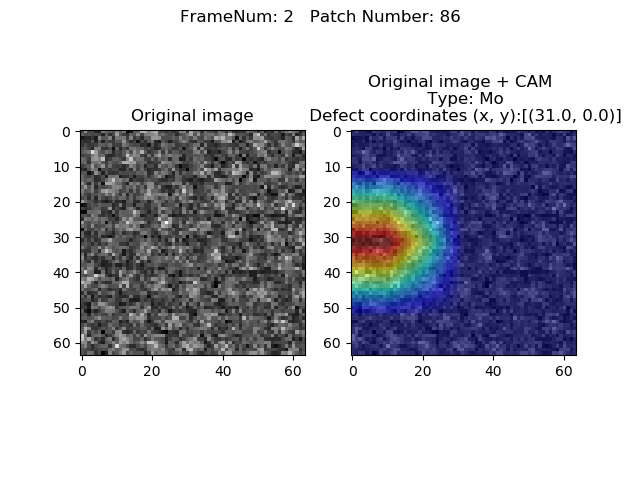 FrameNum: 2   Patch Number: 86
Original image
Original image + CAM
Type: Mo
Defect coordinates (x, y):[(31.0, 0.0)]
0
10
20
30
40
50
60
0 20 40 60
0
10
20
30
40
50
60
0 20 40 60